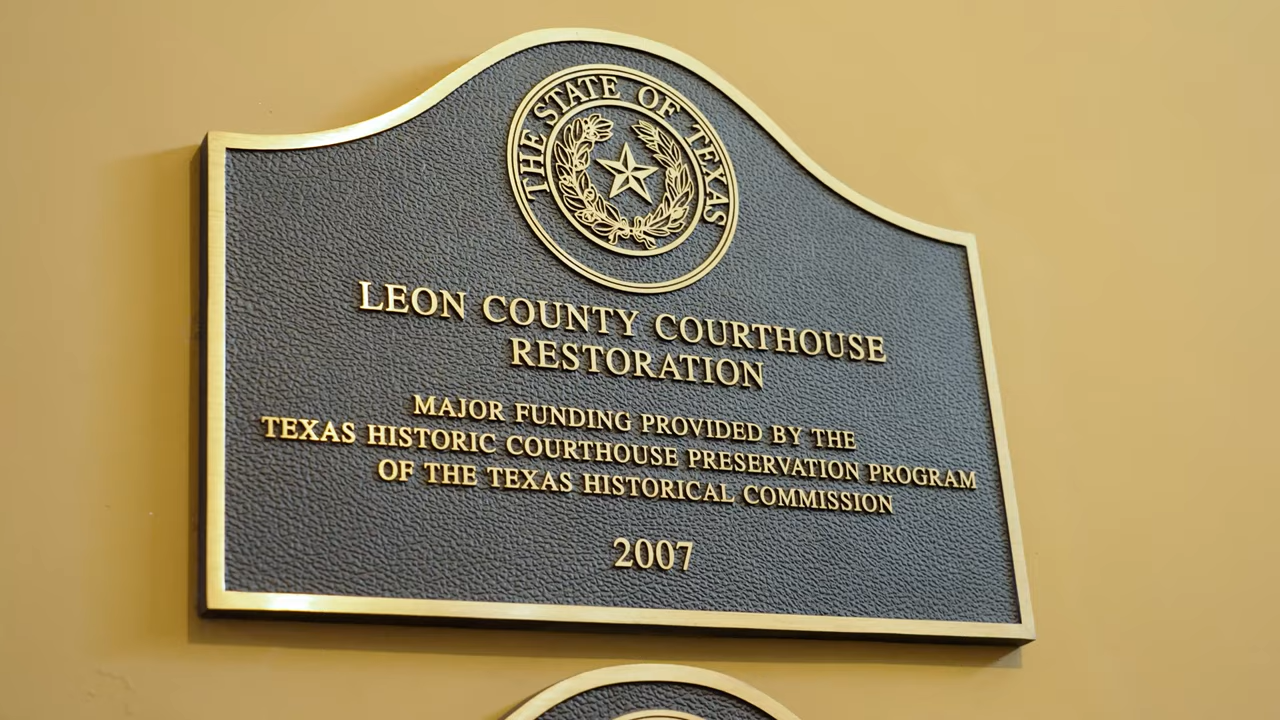 THE STATE OF TEXAS
LEON COUNTY COURTHOUSE
RESTORATION
MAJOR FUNDING PROVIDED BY THE
TEXAS HISTORIC COURTHOUSE PRESERVATION PROGRAM
OF THE TEXAS HISTORICAL COMMISSION
2007